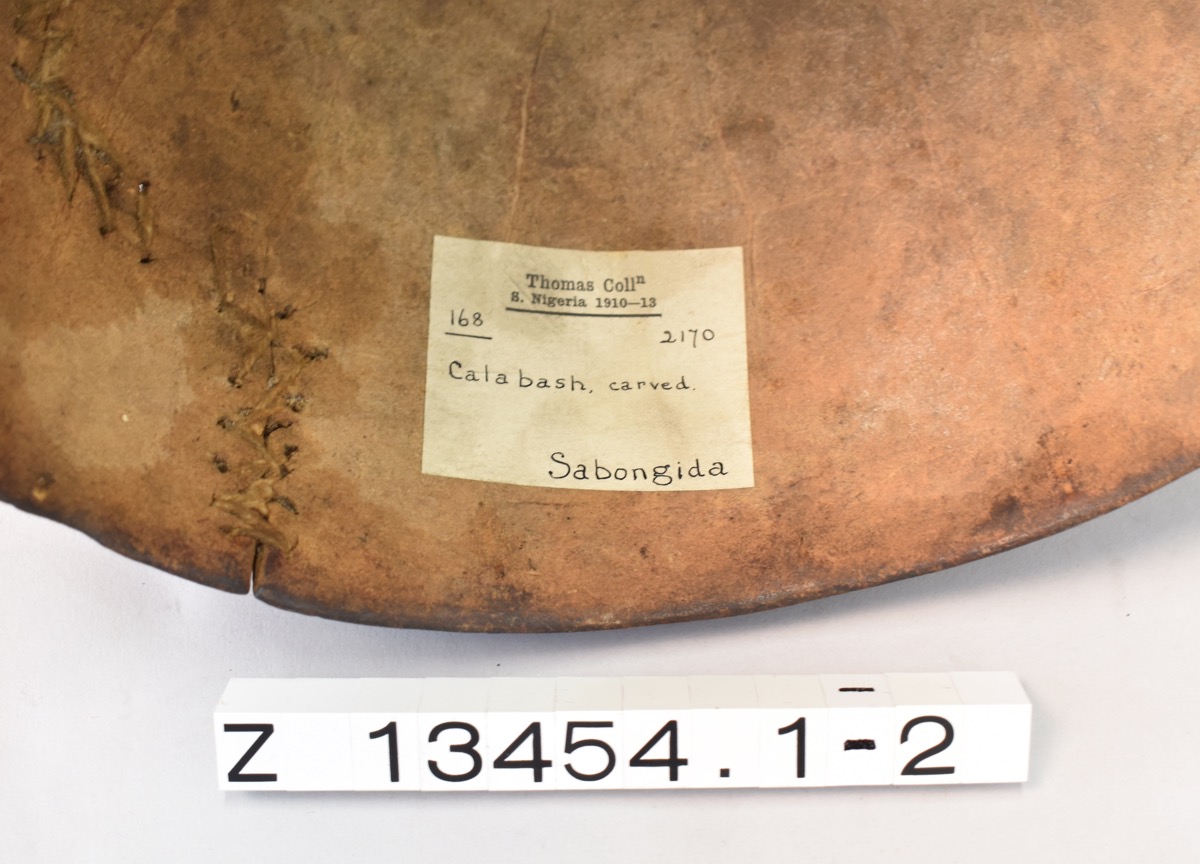 Thomas Collⁿ
S. Nigeria 1910—13
168 2170
Calabash, carved.
Sabongida
Z 13454.1-2